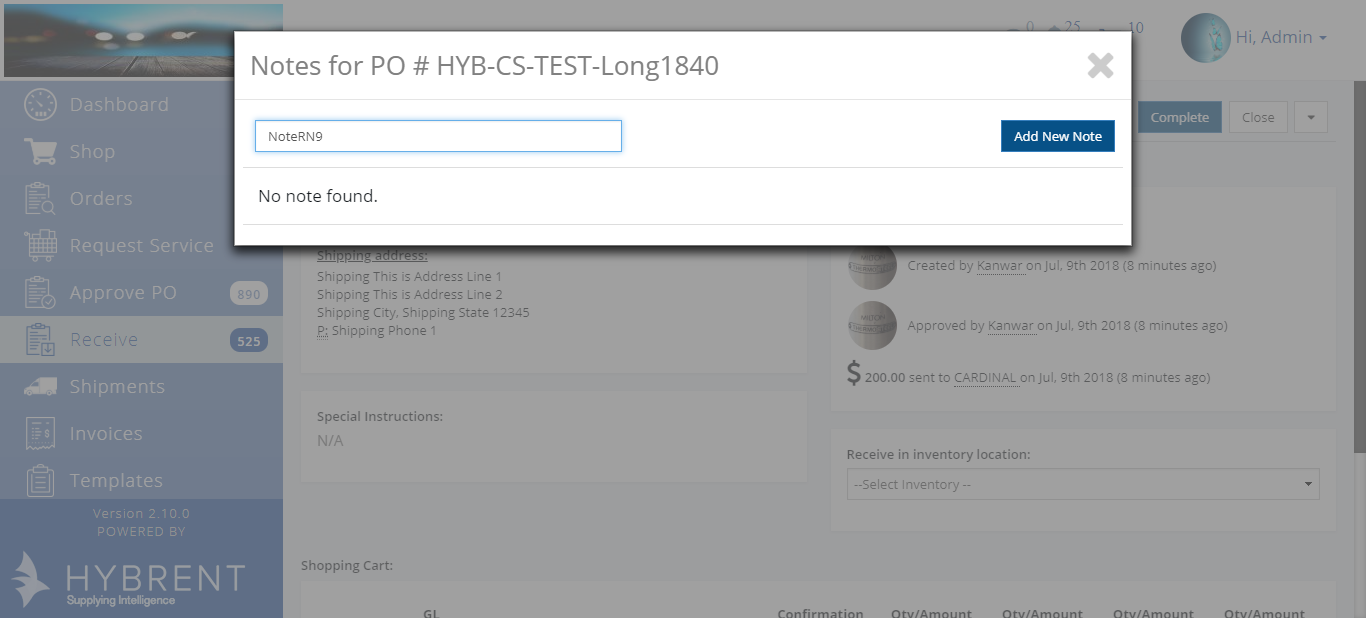 0 25 10
Hi, Admin
Notes for PO # HYB-CS-TEST-Long1840
NoteRN9
Add New Note
No note found.
Complete
Close
Dashboard
Shop
Orders
Request Service
Approve PO 890
Receive 525
Shipments
Invoices
Templates
Version 2.10.0
POWERED BY
HYBRENT
Supplying Intelligence
Shipping address:
Shipping This is Address Line 1
Shipping This is Address Line 2
Shipping City, Shipping State 12345
P: Shipping Phone 1
Special Instructions:
N/A
Created by Kanwar on Jul, 9th 2018 (8 minutes ago)
Approved by Kanwar on Jul, 9th 2018 (8 minutes ago)
$ 200.00 sent to CARDINAL on Jul, 9th 2018 (8 minutes ago)
Receive in inventory location:
--Select Inventory --
Shopping Cart:
GL Confirmation Qty/Amount Qty/Amount Qty/Amount Qty/Amount